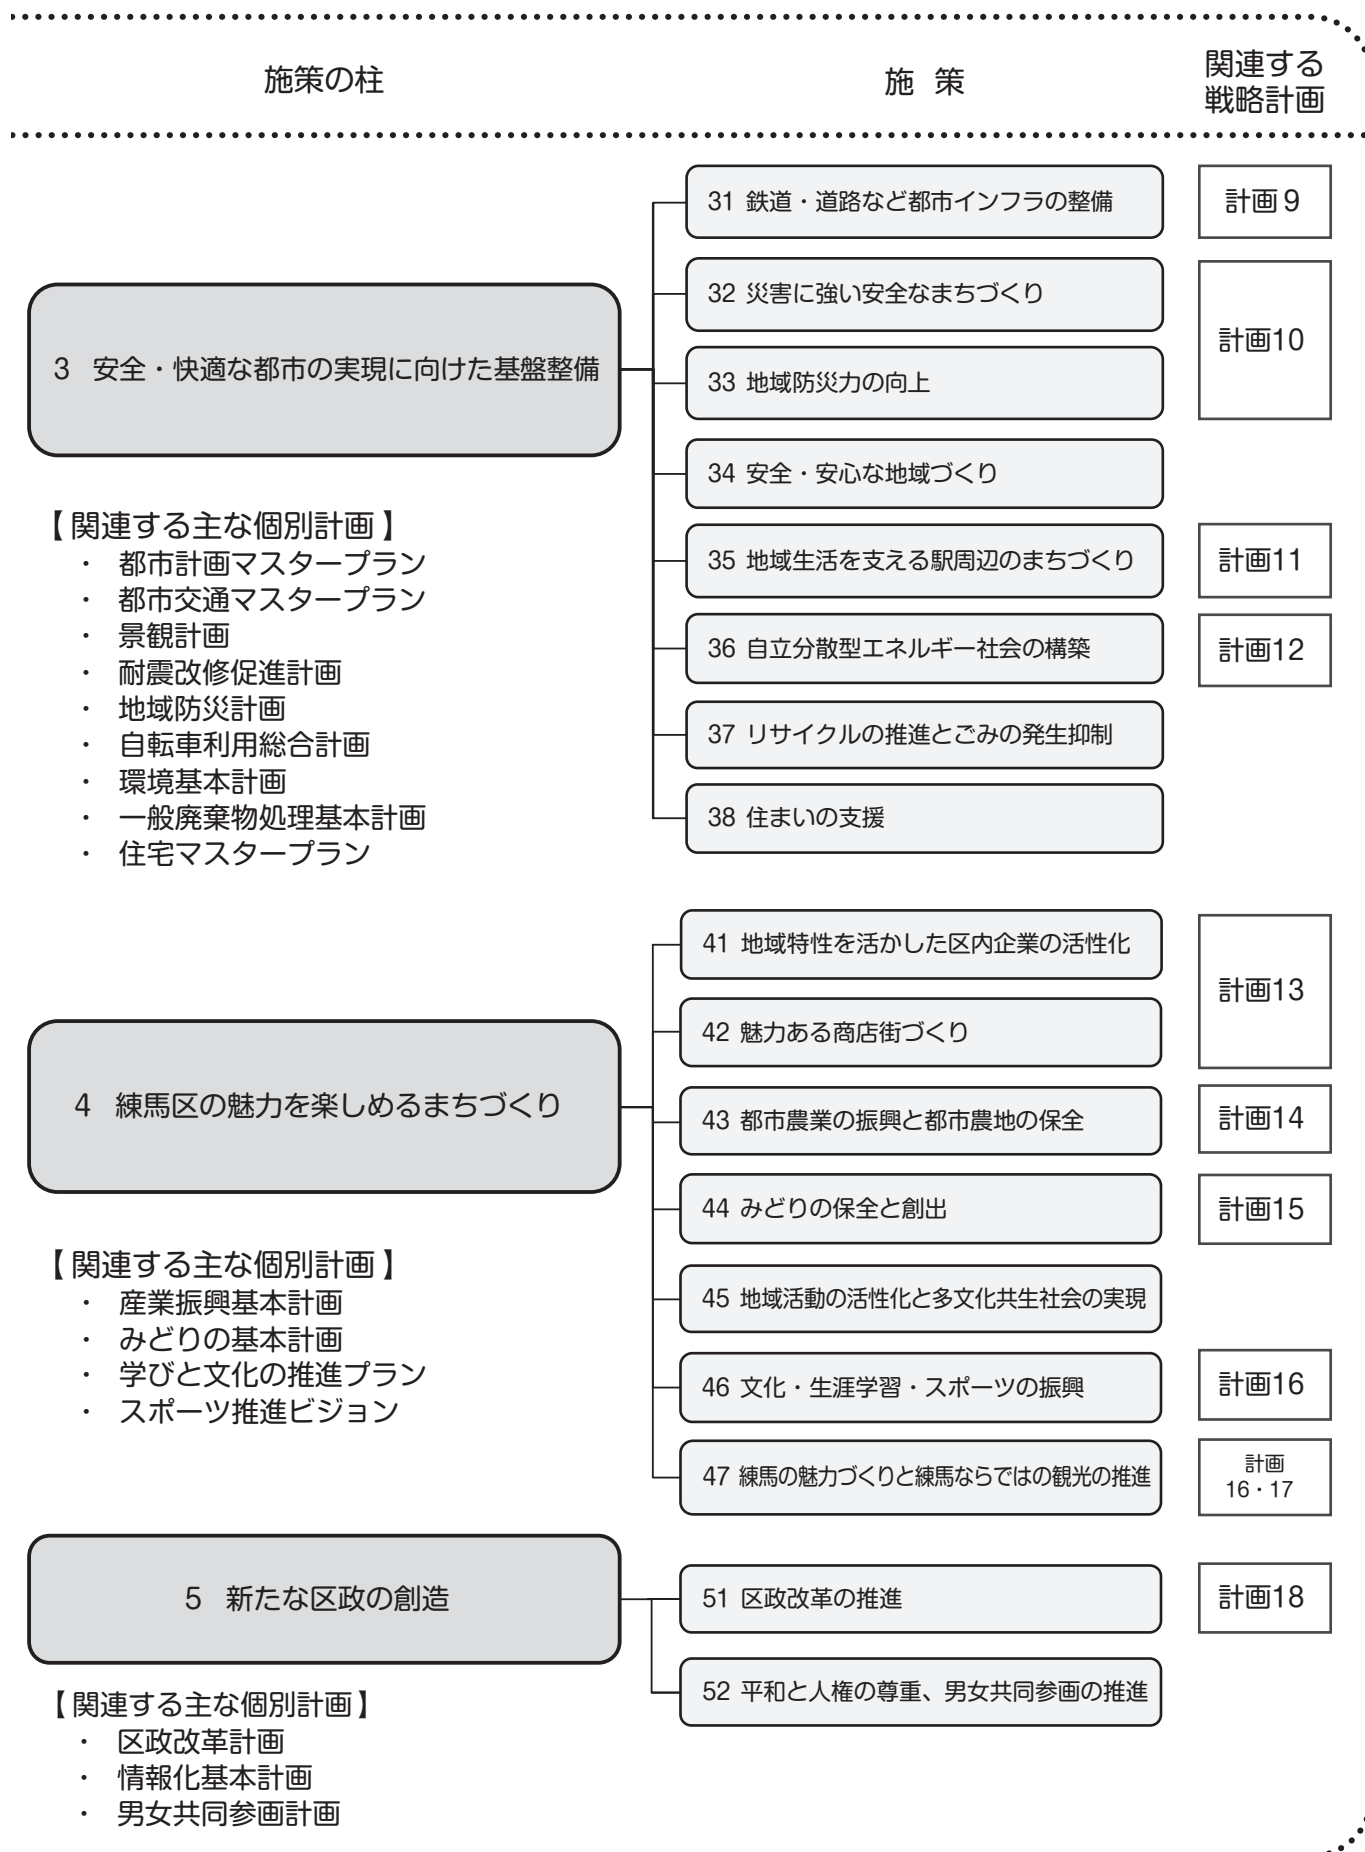 施策の柱
施 策
関連する
戦略計画
3 安全・快適な都市の実現に向けた基盤整備
31 鉄道・道路など都市インフラの整備
計画9
32 災害に強い安全なまちづくり
33 地域防災力の向上
計画10
34 安全・安心な地域づくり
35 地域生活を支える駅周辺のまちづくり
計画11
36 自立分散型エネルギー社会の構築
計画12
37 リサイクルの推進とごみの発生抑制
38 住まいの支援
【関連する主な個別計画】
・ 都市計画マスタープラン
・ 都市交通マスタープラン
・ 景観計画
・ 耐震改修促進計画
・ 地域防災計画
・ 自転車利用総合計画
・ 環境基本計画
・ 一般廃棄物処理基本計画
・ 住宅マスタープラン
4 練馬区の魅力を楽しめるまちづくり
41 地域特性を活かした区内企業の活性化
42 魅力ある商店街づくり
計画13
43 都市農業の振興と都市農地の保全
計画14
44 みどりの保全と創出
計画15
45 地域活動の活性化と多文化共生社会の実現
46 文化・生涯学習・スポーツの振興
計画16
47 練馬の魅力づくりと練馬ならではの観光の推進
計画
16・17
【関連する主な個別計画】
・ 産業振興基本計画
・ みどりの基本計画
・ 学びと文化の推進プラン
・ スポーツ推進ビジョン
5 新たな区政の創造
51 区政改革の推進
計画18
52 平和と人権の尊重、男女共同参画の推進
【関連する主な個別計画】
・ 区政改革計画
・ 情報化基本計画
・ 男女共同参画計画